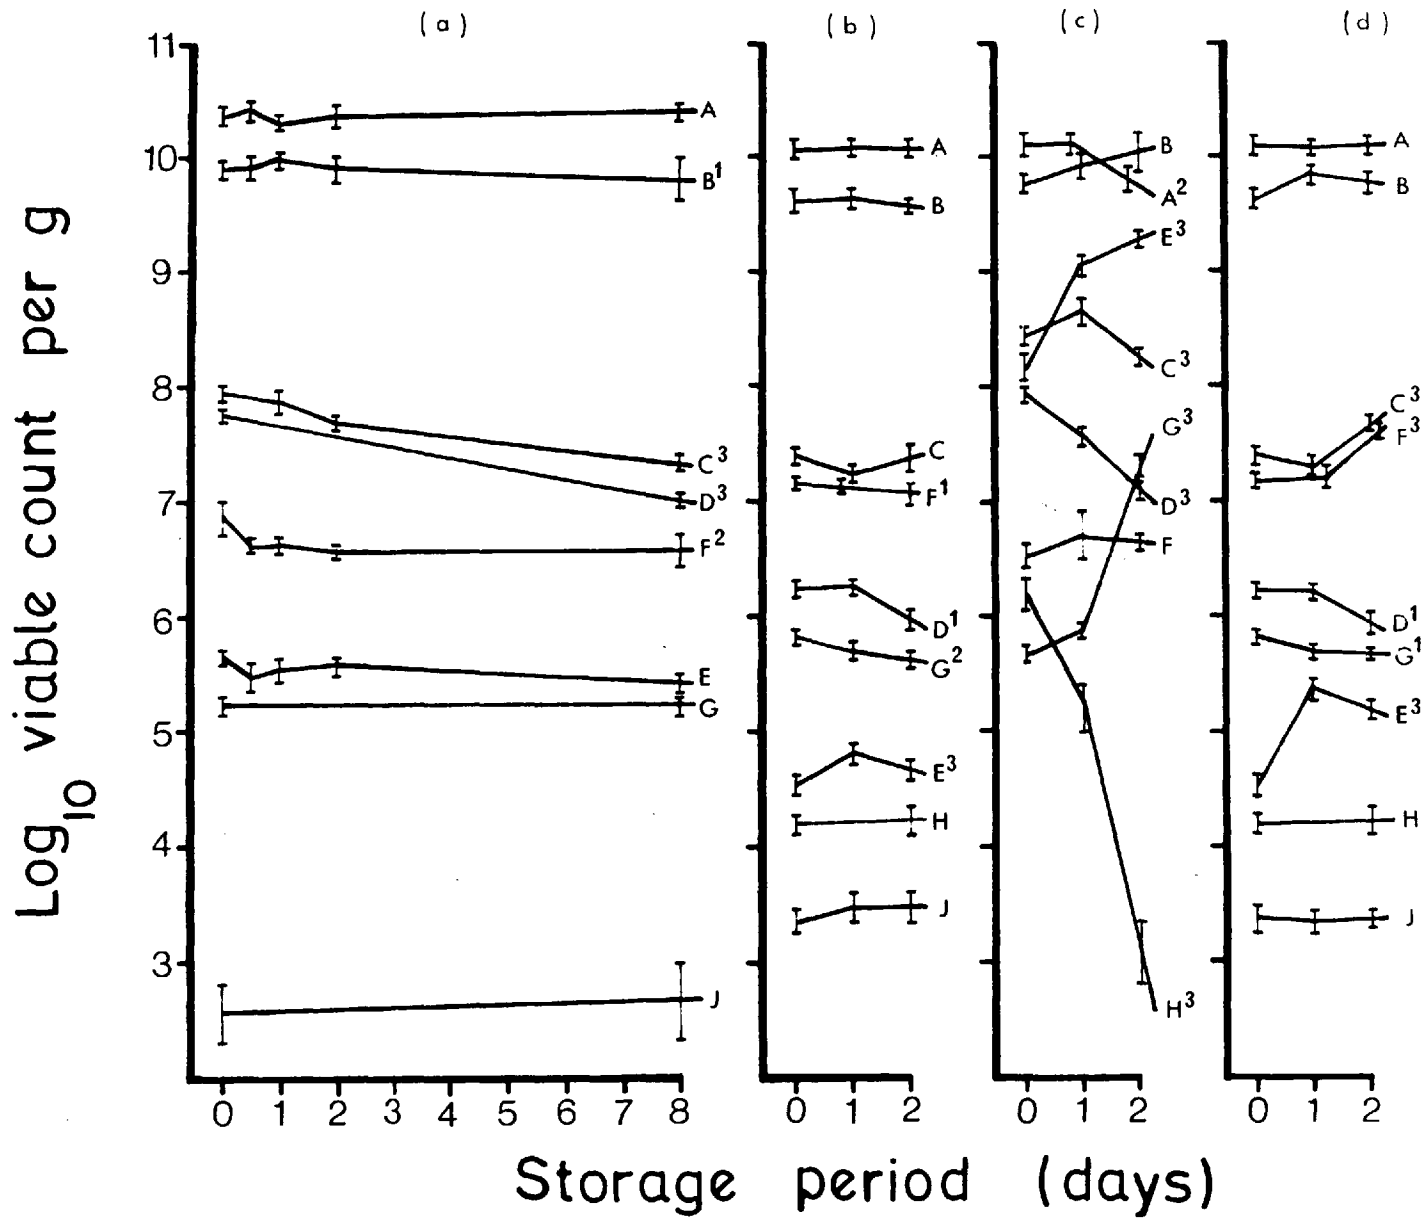 (a) (b) (c) (d)
Log10 viable count per g
11
10
9
8
7
6
5
4
3
A
B1
C3
D3
F2
E
G
J
0 1 2 3 4 5 6 7 8
A
B
C
F1
D1
G2
E3
H
J
0 1 2
B
A2
E3
C3
G3
D3
F
H3
0 1 2
A
B
C3
F3
D1
G1
E3
H
J
0 1 2
Storage period (days)